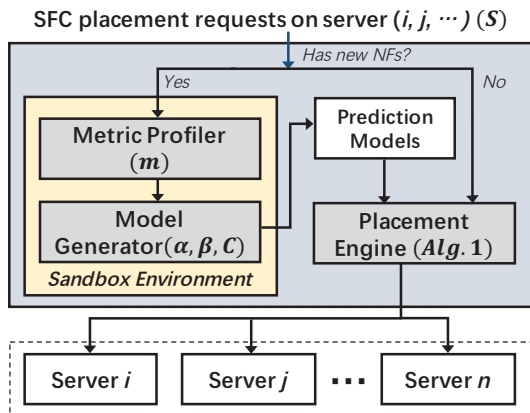 SFC placement requests on server (i, j, ⋯) (S)
Has new NFs?
Yes
No
Metric Profiler
(m)
Prediction
Models
Model
Generator(α, β, C)
Placement
Engine (Alg. 1)
Sandbox Environment
Server i
Server j
•••
Server n